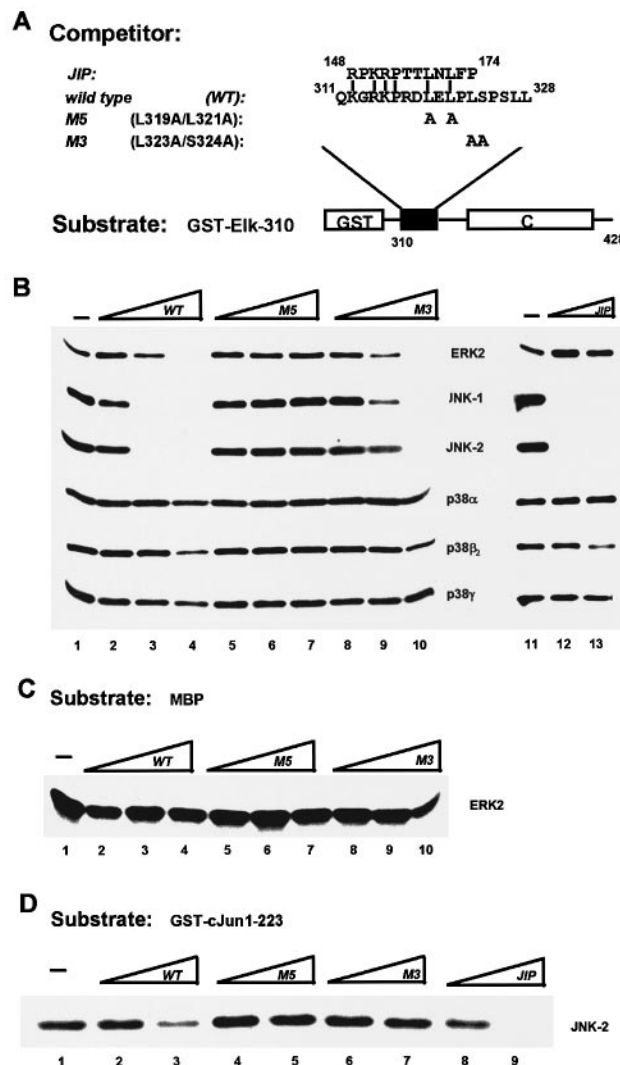 A Competitor:
148 174
JIP: RPKRPTTLNLFP
311 328
wild type (WT): QKGRKPRDLELPLSPSLL
M5 (L319A/L321A): A A
M3 (L323A/S324A): AA
Substrate: GST-Elk-310 GST C
310 428
B
– WT M5 M3 – JIP
ERK2
JNK-1
JNK-2
p38α
p38β2
p38γ
1 2 3 4 5 6 7 8 9 10 11 12 13
C Substrate: MBP
– WT M5 M3
ERK2
1 2 3 4 5 6 7 8 9 10
D Substrate: GST-cJun1-223
– WT M5 M3 JIP
JNK-2
1 2 3 4 5 6 7 8 9